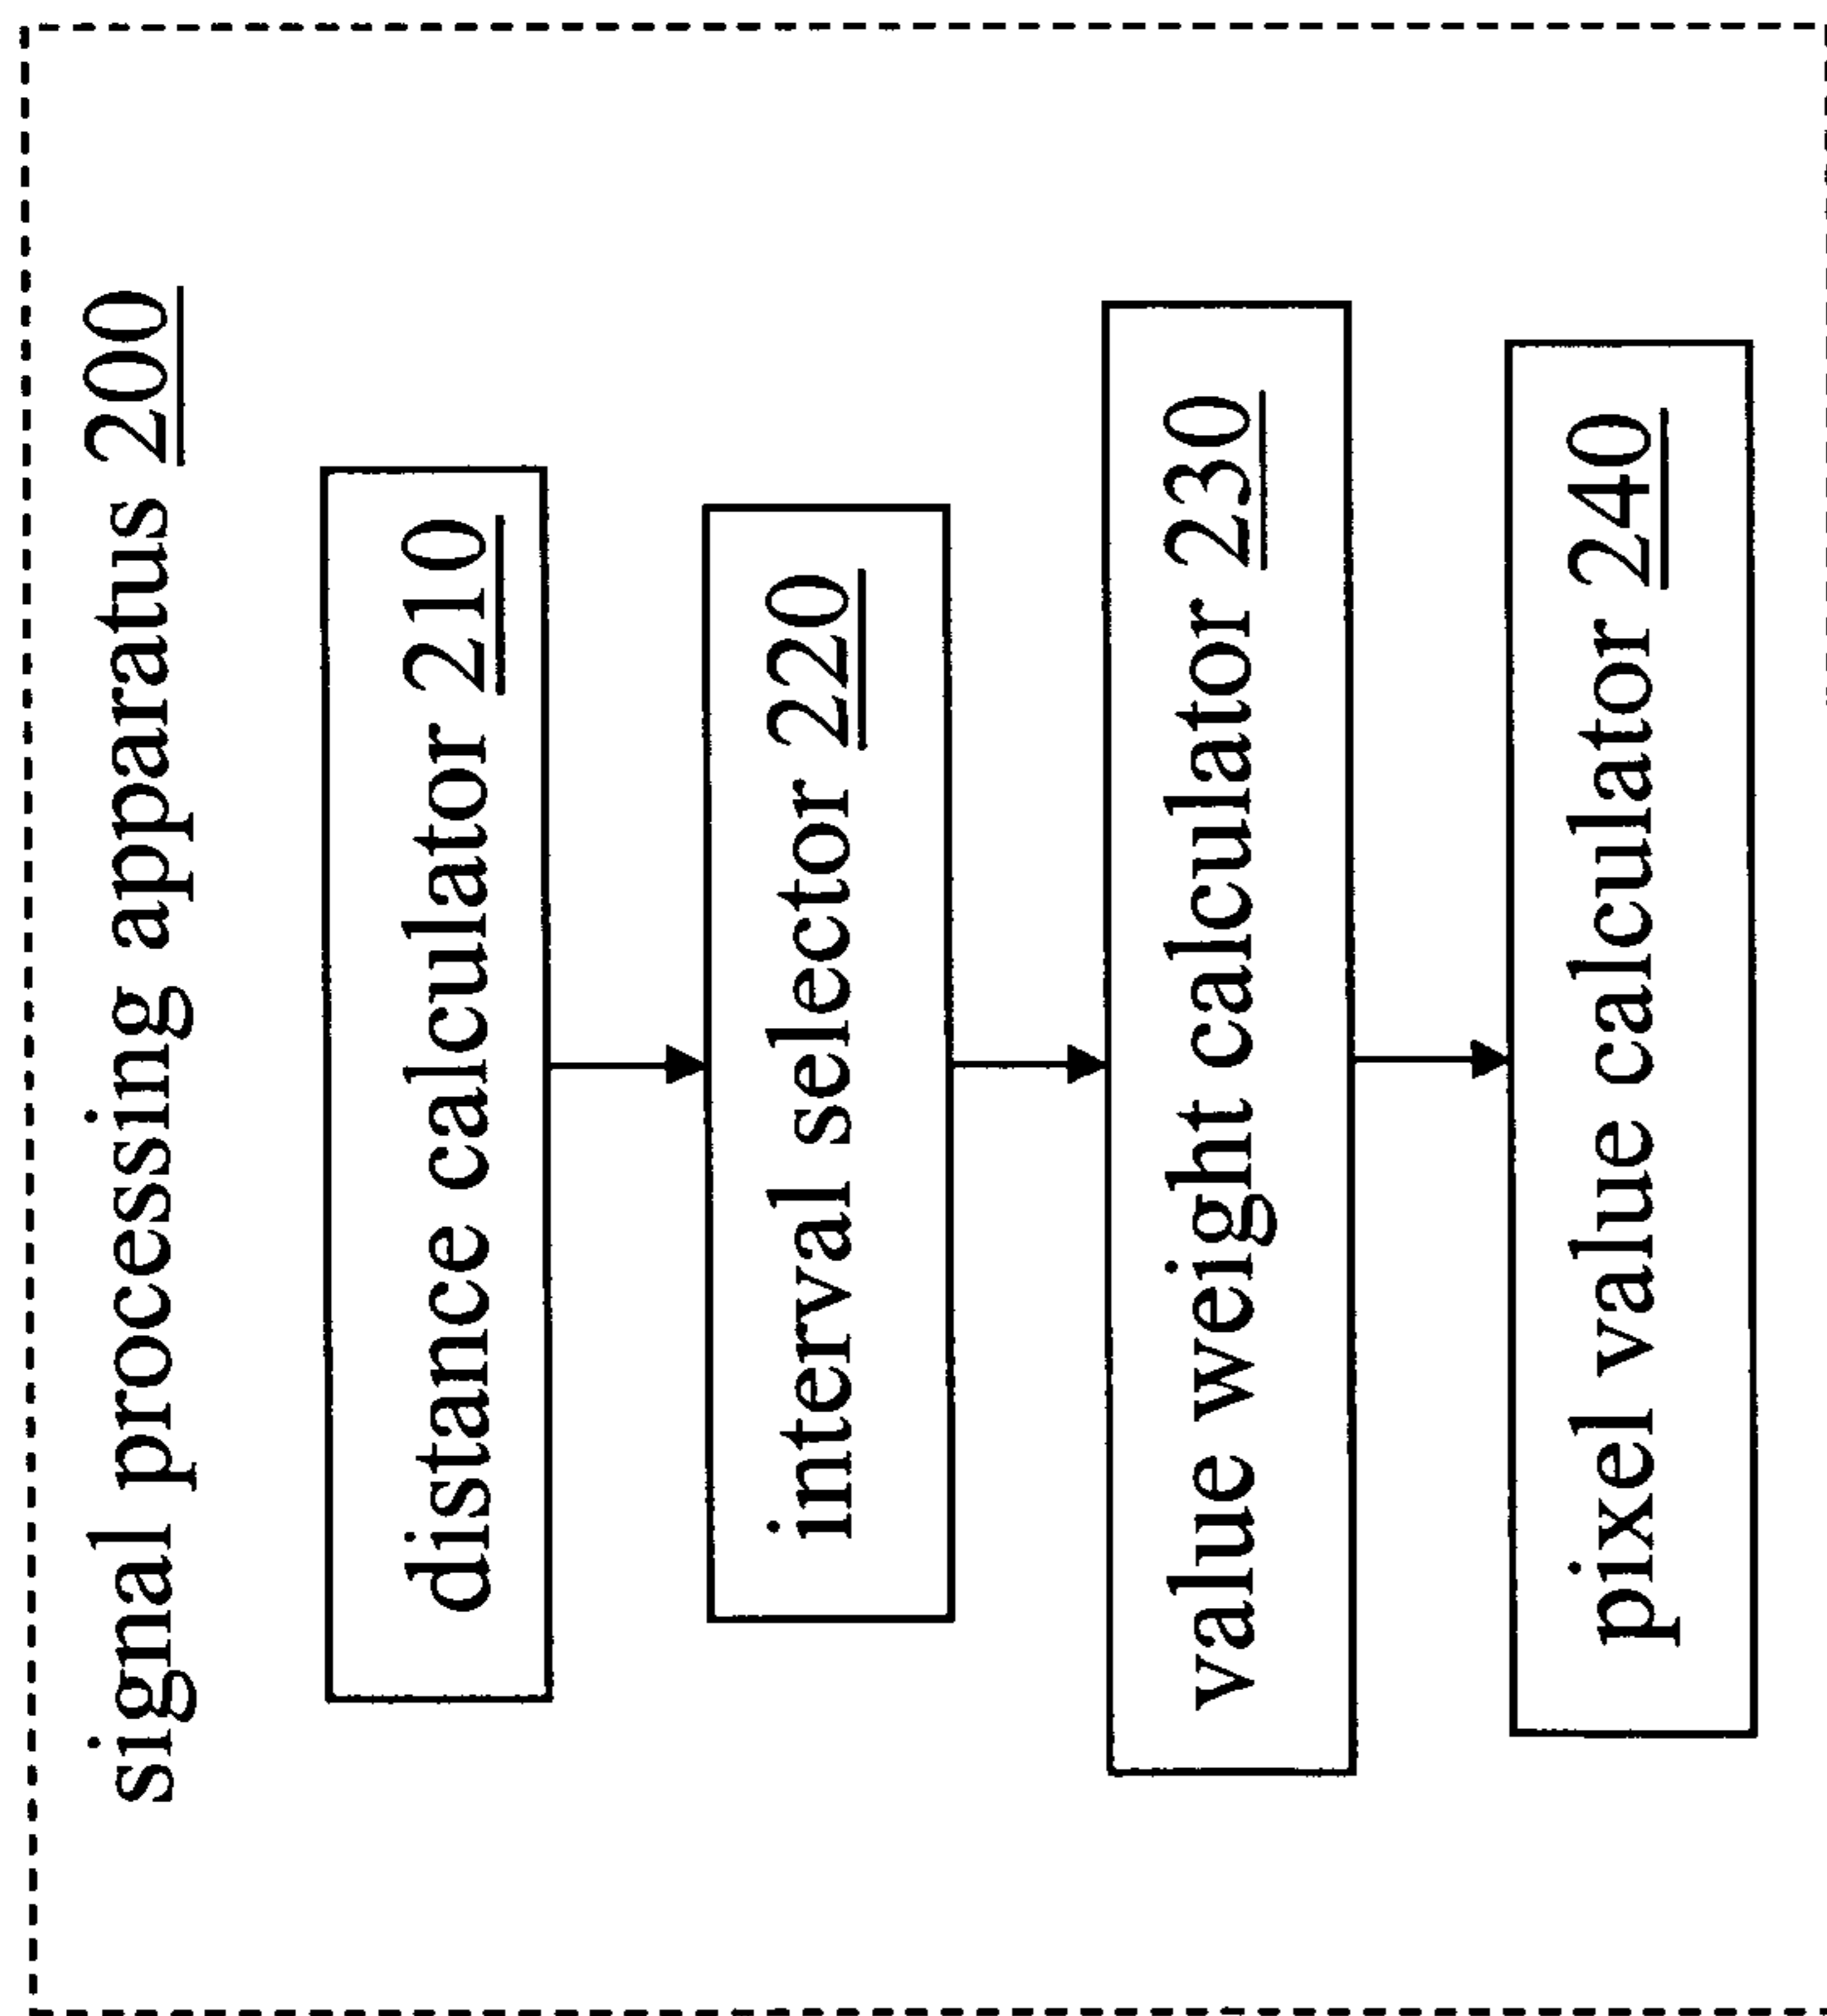 signal processing apparatus 200
distance calculator 210
interval selector 220
value weight calculator 230
pixel value calculator 240